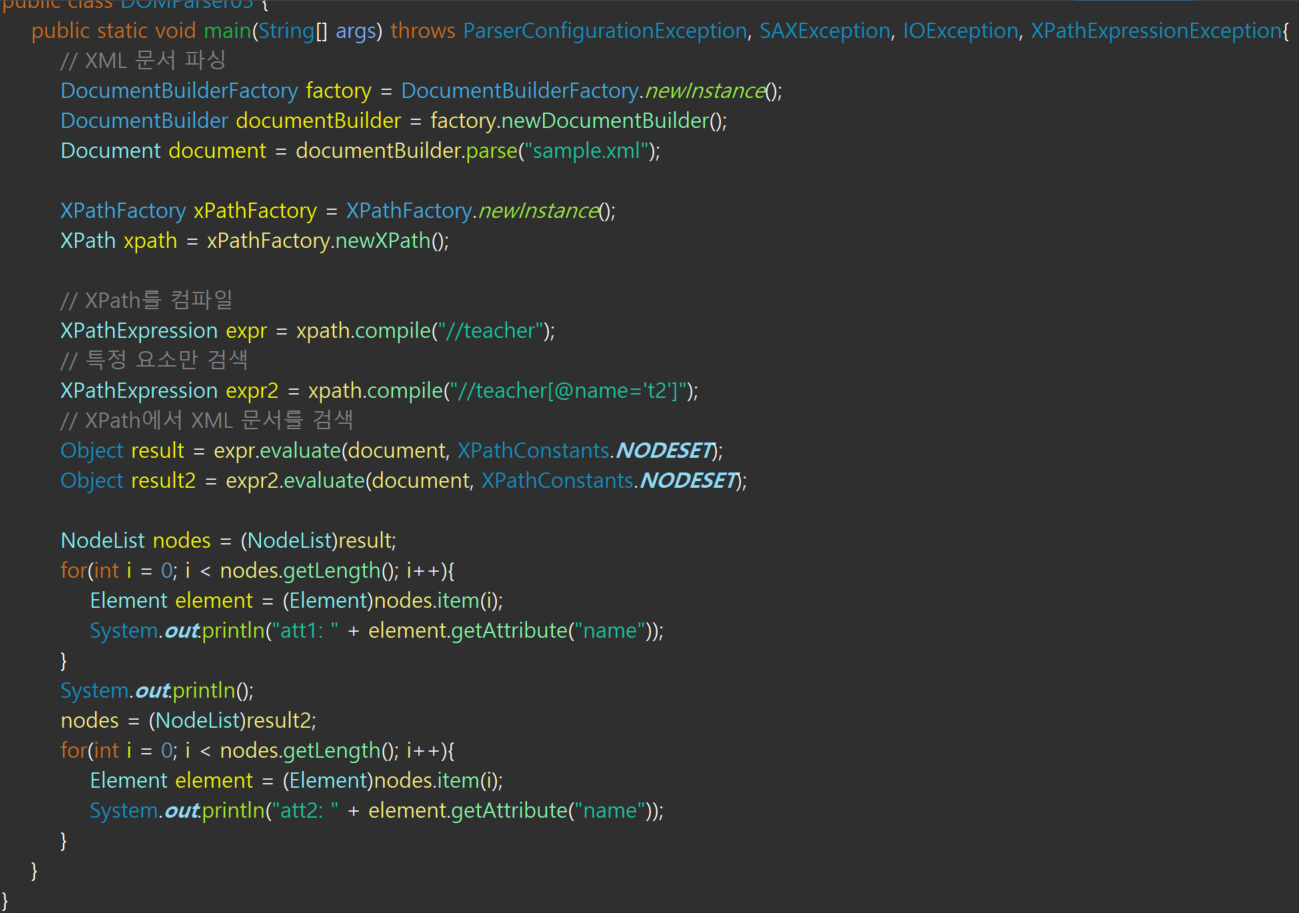 public class DOMParser03 {
public static void main(String[] args) throws ParserConfigurationException, SAXException, IOException, XPathExpressionException{
// XML 문서 파싱
DocumentBuilderFactory factory = DocumentBuilderFactory.newInstance();
DocumentBuilder documentBuilder = factory.newDocumentBuilder();
Document document = documentBuilder.parse("sample.xml");
XPathFactory xPathFactory = XPathFactory.newInstance();
XPath xpath = xPathFactory.newXPath();
// XPath를 컴파일
XPathExpression expr = xpath.compile("//teacher");
// 특정 요소만 검색
XPathExpression expr2 = xpath.compile("//teacher[@name='t2']");
// XPath에서 XML 문서를 검색
Object result = expr.evaluate(document, XPathConstants.NODESET);
Object result2 = expr2.evaluate(document, XPathConstants.NODESET);
NodeList nodes = (NodeList)result;
for(int i = 0; i < nodes.getLength(); i++){
Element element = (Element)nodes.item(i);
System.out.println("att1: " + element.getAttribute("name"));
}
System.out.println();
nodes = (NodeList)result2;
for(int i = 0; i < nodes.getLength(); i++){
Element element = (Element)nodes.item(i);
System.out.println("att2: " + element.getAttribute("name"));
}
}
}